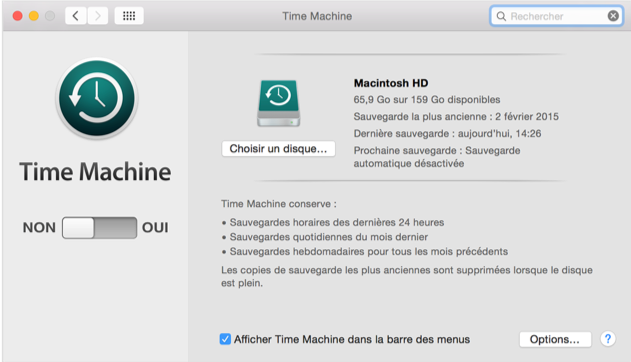 Time Machine
Rechercher
Macintosh HD
65,9 Go sur 159 Go disponibles
Sauvegarde la plus ancienne : 2 février 2015
Dernière sauvegarde : aujourd'hui, 14:26
Prochaine sauvegarde : Sauvegarde
automatique désactivée
Choisir un disque...
Time Machine
NON OUI
Time Machine conserve :
• Sauvegardes horaires des dernières 24 heures
• Sauvegardes quotidiennes du mois dernier
• Sauvegardes hebdomadaires pour tous les mois précédents
Les copies de sauvegarde les plus anciennes sont supprimées lorsque le disque
est plein.
Afficher Time Machine dans la barre des menus
Options... ?